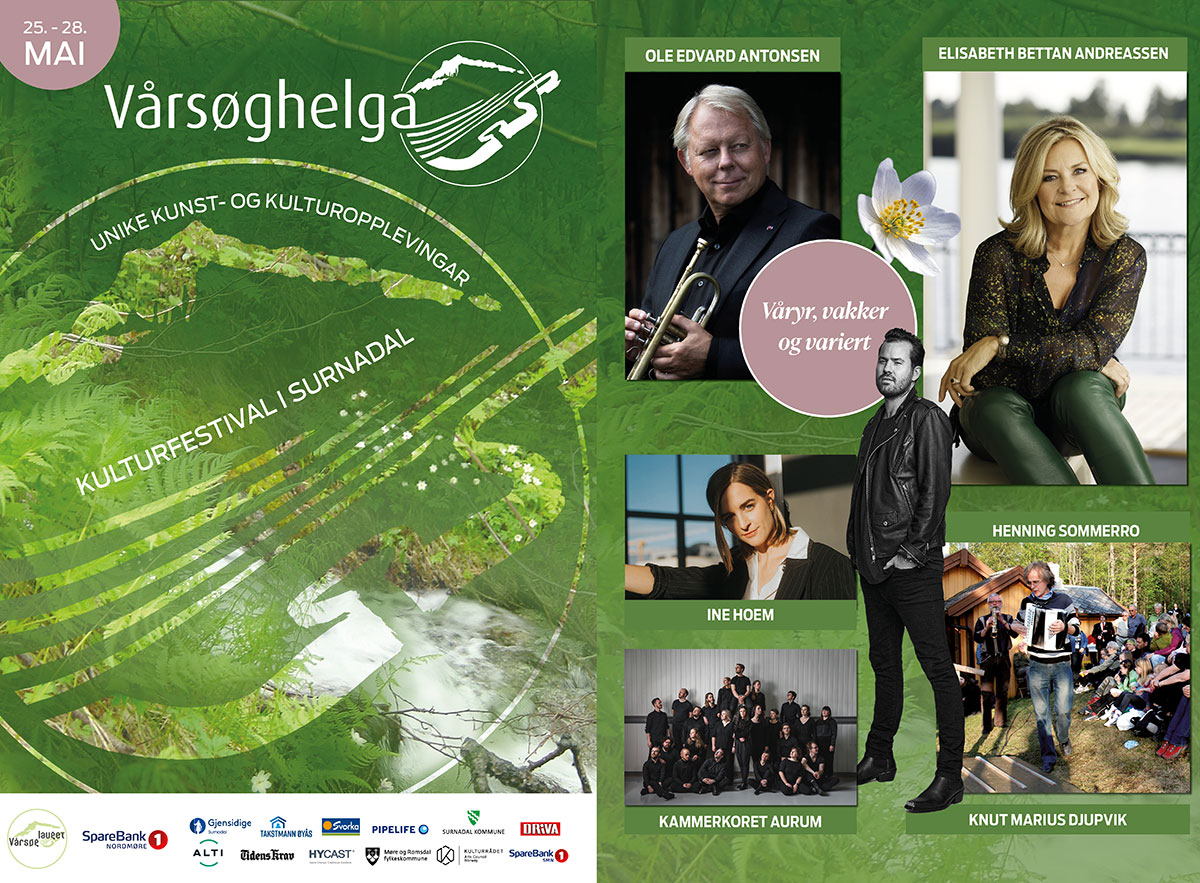 25. - 28.
MAI
Vårsøghelga
UNIKE KUNST- OG KULTUROPPLEVINGAR
KULTURFESTIVAL I SURNADAL
Vårsøglauget
SpareBank 1
NORDMØRE
Gjensidige
Surnadal
TAKSTMANN ØYÅS
Svorka
PIPELIFE
SURNADAL KOMMUNE
DRIVA
ALTI
Tidens Krav
HYCAST
Møre og Romsdal
fylkeskommune
KULTURRÅDET
Arts Council
Norway
SpareBank 1
SMN
OLE EDVARD ANTONSEN
ELISABETH BETTAN ANDREASSEN
Våryr, vakker
og variert
INE HOEM
HENNING SOMMERRO
KAMMERKORET AURUM
KNUT MARIUS DJUPVIK